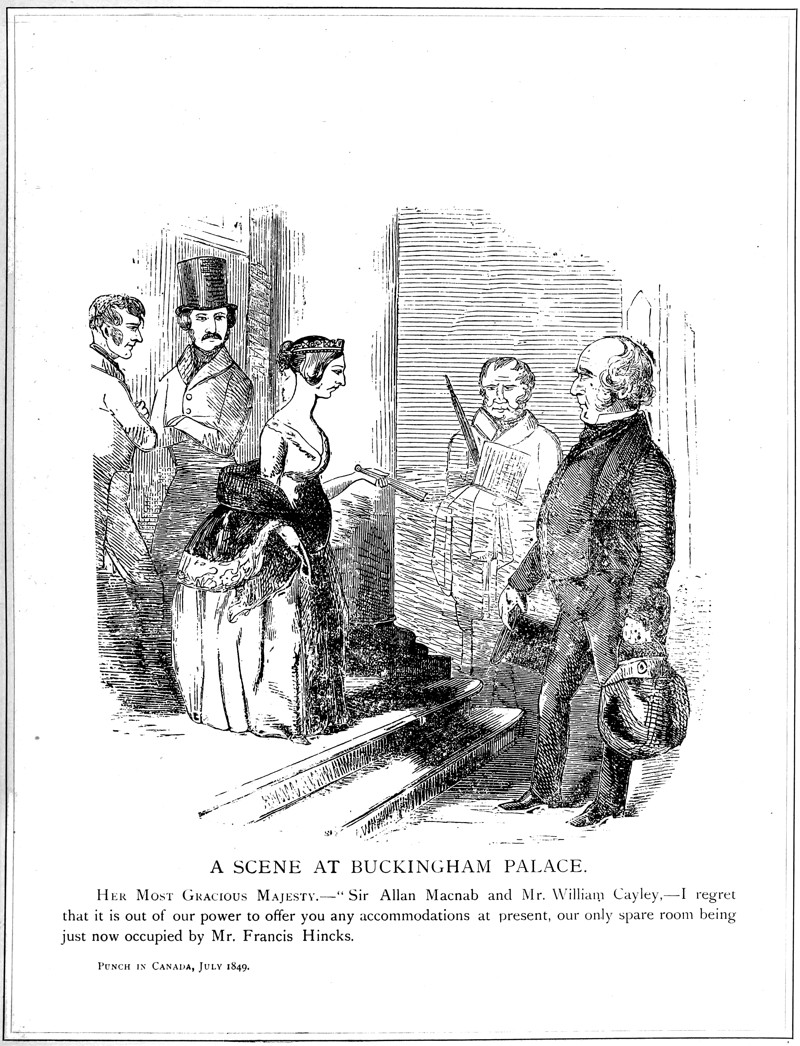 A SCENE AT BUCKINGHAM PALACE.
HER MOST GRACIOUS MAJESTY.—“ Sir Allan Macnab and Mr. William Cayley,—I regret
that it is out of our power to offer you any accommodations at present, our only spare room being
just now occupied by Mr. Francis Hincks.
PUNCH IN CANADA, JULY 1849.